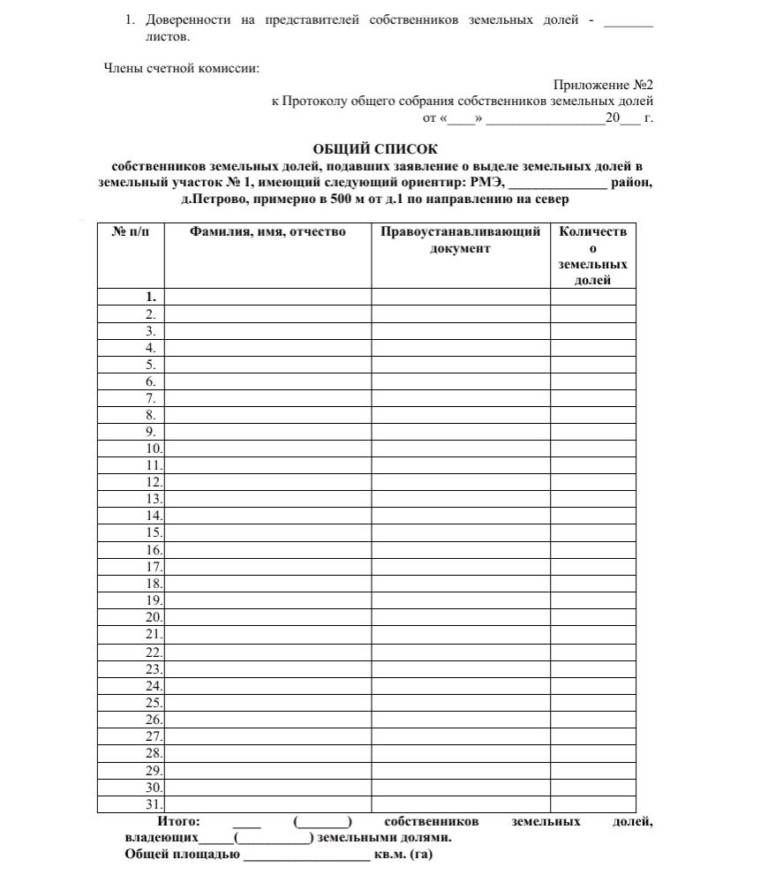 1. Доверенности на представителей собственников земельных долей - _______
листов.
Члены счетной комиссии:
Приложение №2
к Протоколу общего собрания собственников земельных долей
от «____» _________________20___ г.
ОБЩИЙ СПИСОК
собственников земельных долей, подавших заявление о выделе земельных долей в
земельный участок № 1, имеющий следующий ориентир: РМЭ, ______________ район,
д.Петрово, примерно в 500 м от д.1 по направлению на север
№ п/п Фамилия, имя, отчество Правоустанавливающий Количеств
документ о
земельных
долей
1.
2.
3.
4.
5.
6.
7.
8.
9.
10.
11.
12.
13.
14.
15.
16.
17.
18.
19.
20.
21.
22.
23.
24.
25.
26.
27.
28.
29.
30.
31.
Итого: ____ (_______) собственников земельных долей,
владеющих_____(__________) земельными долями.
Общей площадью __________________ кв.м. (га)